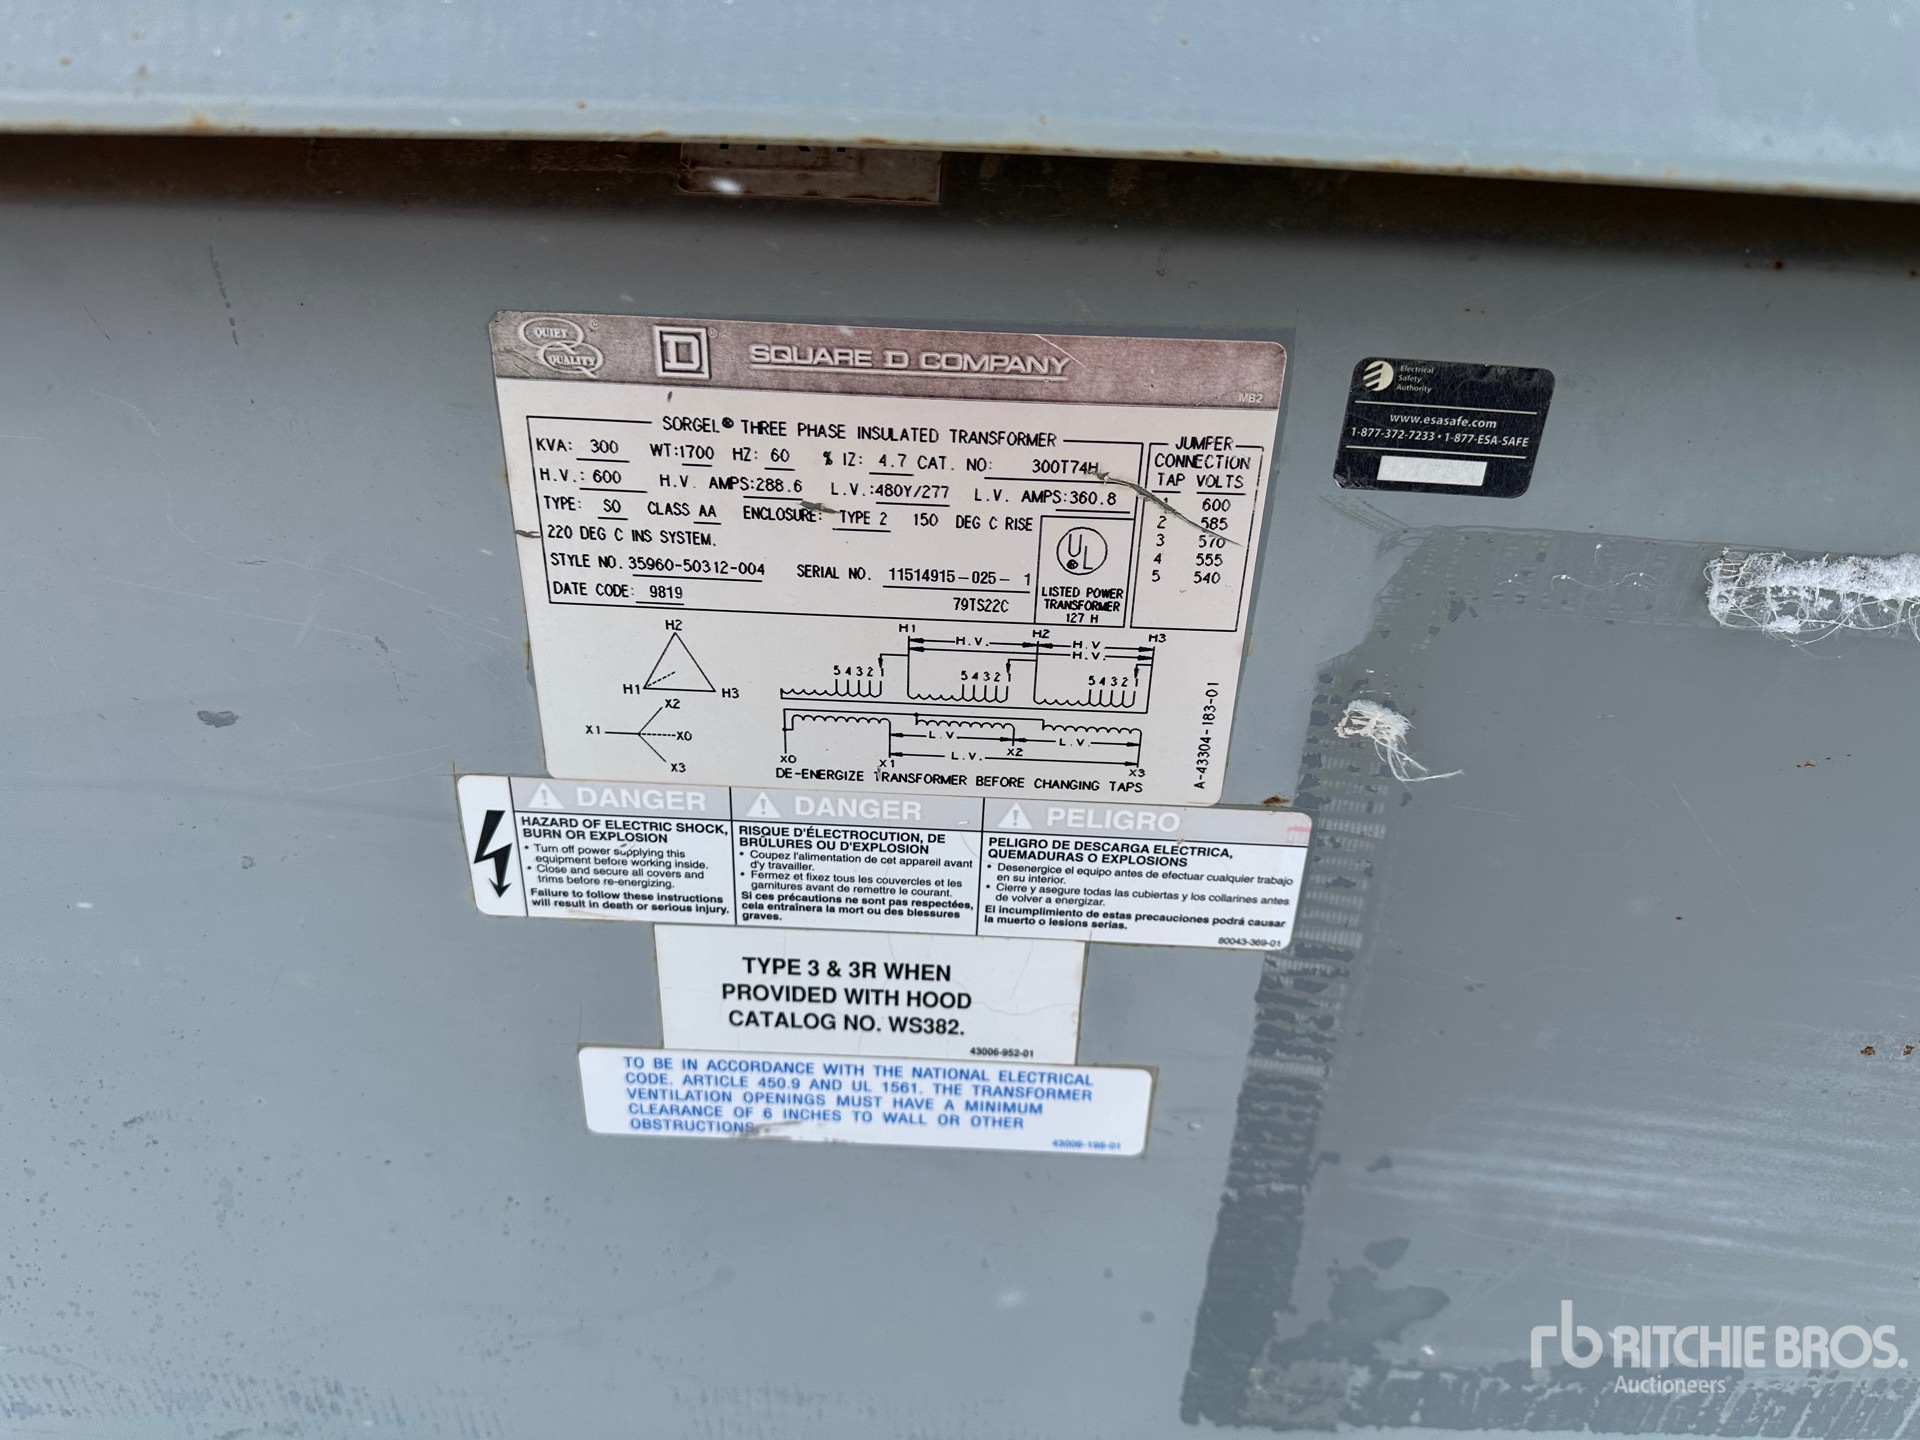 QUIET
QUALITY
D
SQUARE D COMPANY
MB2
SORGEL® THREE PHASE INSULATED TRANSFORMER
KVA: 300 WT:1700 HZ: 60 % IZ: 4.7 CAT. NO: 300T74H
H.V.: 600 H.V. AMPS:288.6 L.V.:480Y/277 L.V. AMPS:360.8
TYPE: SO CLASS AA ENCLOSURE: TYPE 2 150 DEG C RISE
220 DEG C INS SYSTEM.
STYLE NO. 35960-50312-004 SERIAL NO. 11514915-025-1
DATE CODE: 9819 79TS22C
UL
LISTED POWER
TRANSFORMER
127 H
JUMPER
CONNECTION
TAP VOLTS
1 600
2 585
3 570
4 555
5 540
H2
H1 H3
X2
X1 X0
X3
H1 H2 H3
H.V. H.V.
H.V.
5 4 3 2 1 5 4 3 2 1 5 4 3 2 1
L.V. L.V.
L.V.
X0 X1 X2 X3
DE-ENERGIZE TRANSFORMER BEFORE CHANGING TAPS
A-43304-183-01
Electrical
Safety
Authority
www.esasafe.com
1-877-372-7233 • 1-877-ESA-SAFE
DANGER
HAZARD OF ELECTRIC SHOCK,
BURN OR EXPLOSION
• Turn off power supplying this
equipment before working inside.
• Close and secure all covers and
trims before re-energizing.
Failure to follow these instructions
will result in death or serious injury.
DANGER
RISQUE D'ÉLECTROCUTION, DE
BRÛLURES OU D'EXPLOSION
• Coupez l'alimentation de cet appareil avant
d'y travailler.
• Fermez et fixez tous les couvercles et les
garnitures avant de remettre le courant.
Si ces précautions ne sont pas respectées,
cela entraînera la mort ou des blessures
graves.
PELIGRO
PELIGRO DE DESCARGA ELECTRICA,
QUEMADURAS O EXPLOSIONS
• Desenergice el equipo antes de efectuar cualquier trabajo
en su interior.
• Cierre y asegure todas las cubiertas y los collarines antes
de volver a energizar.
El incumplimiento de estas precauciones podrá causar
la muerto o lesions serias.
80043-369-01
TYPE 3 & 3R WHEN
PROVIDED WITH HOOD
CATALOG NO. WS382.
43006-952-01
TO BE IN ACCORDANCE WITH THE NATIONAL ELECTRICAL
CODE, ARTICLE 450.9 AND UL 1561. THE TRANSFORMER
VENTILATION OPENINGS MUST HAVE A MINIMUM
CLEARANCE OF 6 INCHES TO WALL OR OTHER
OBSTRUCTIONS
43006-198-01
rb RITCHIE BROS.
Auctioneers